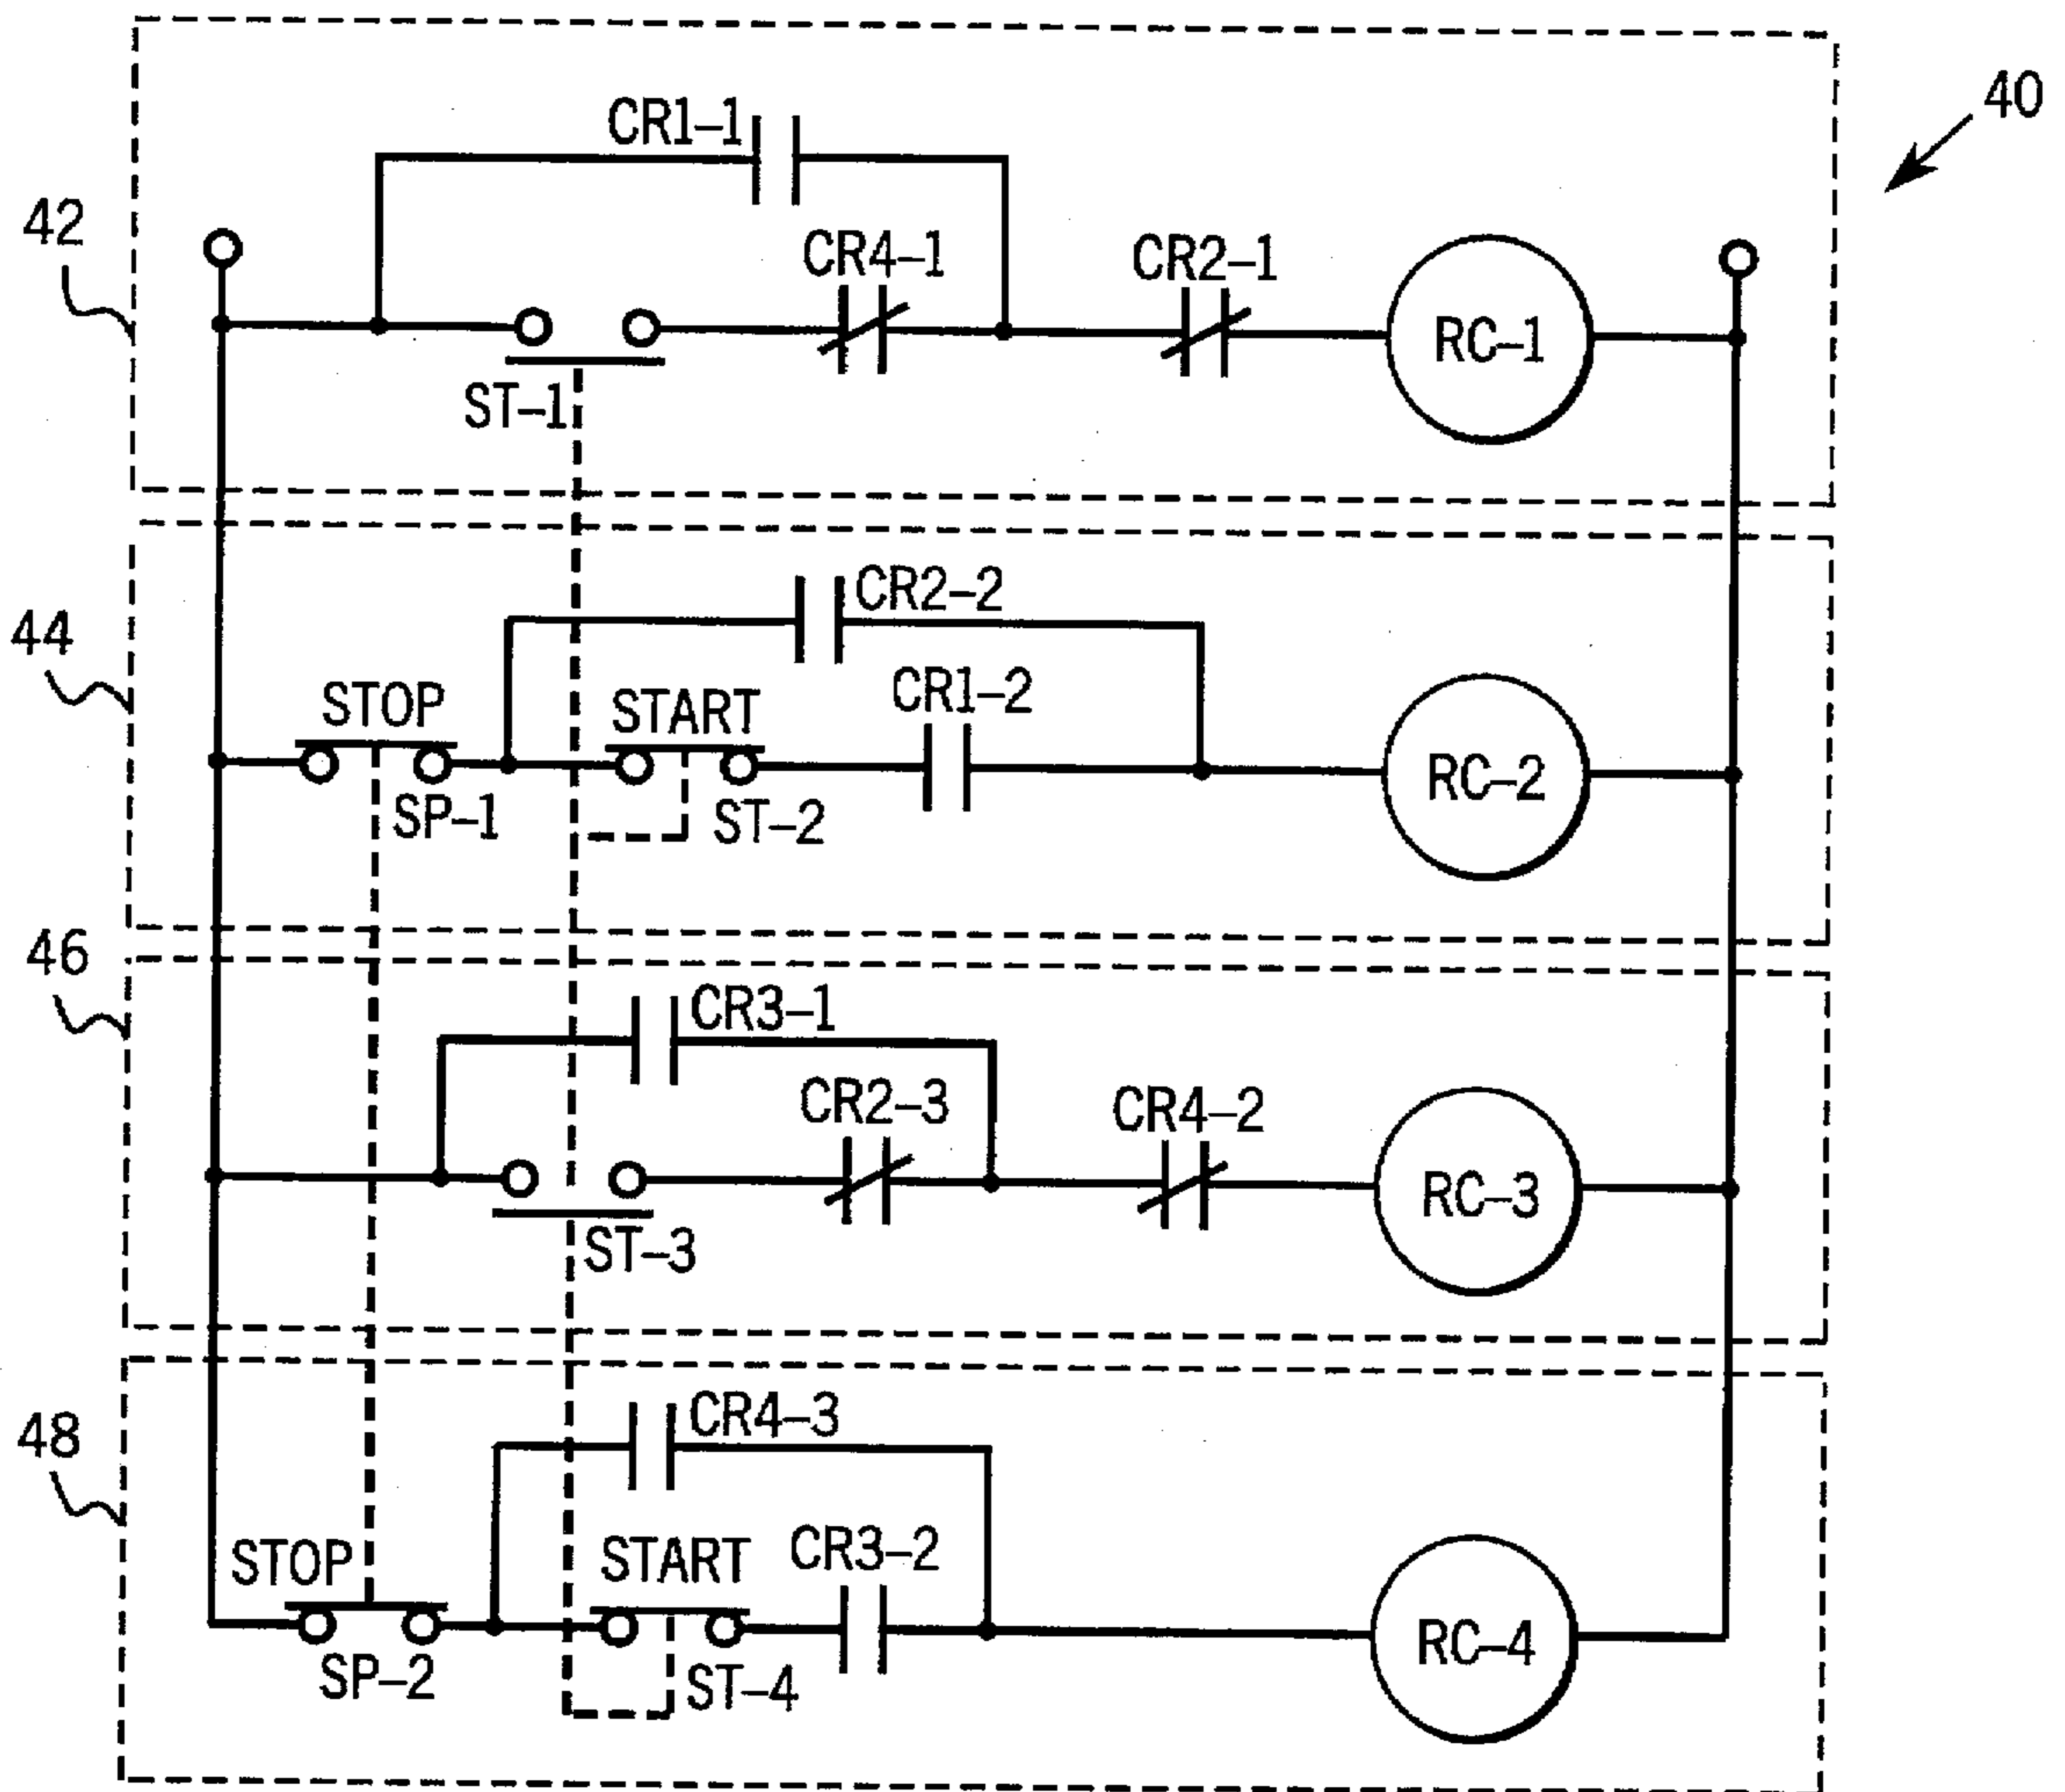 40
CR1-1
42
CR4-1
CR2-1
RC-1
ST-1
CR2-2
44
CR1-2
STOP
START
RC-2
SP-1
ST-2
46
CR3-1
CR2-3
CR4-2
RC-3
ST-3
CR4-3
48
STOP
START
CR3-2
RC-4
SP-2
ST-4